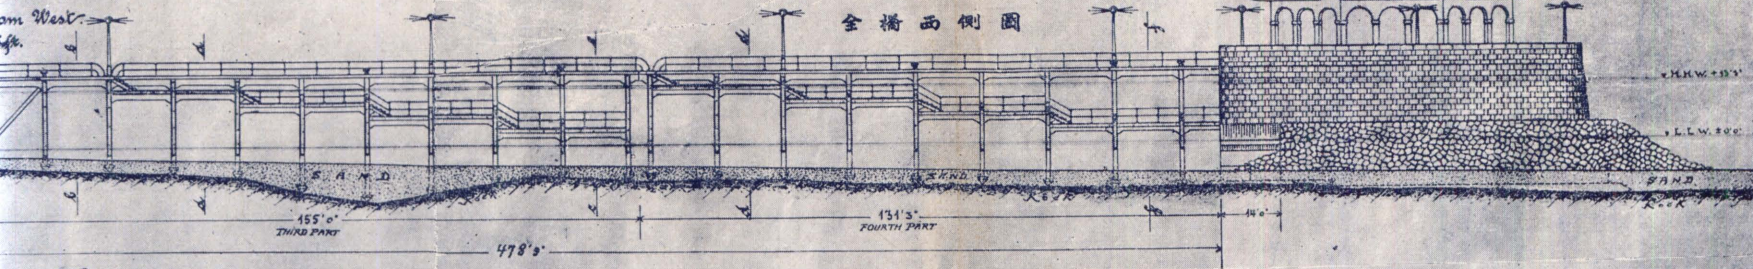 om West
全橋西側圖
H.H.W. +13'3"
L.L.W. ±0'0"
SAND
SAND
SAND
Rock
Rock
Rock
155'0"
THIRD PART
131'3"
FOURTH PART
14'0"
478'9"